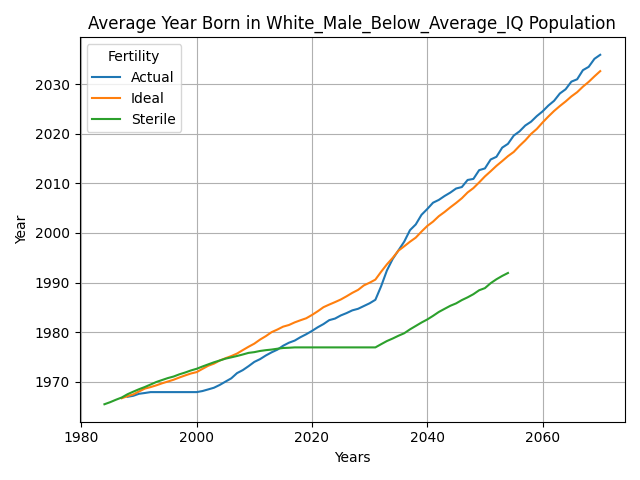 Average Year Born in White_Male_Below_Average_IQ Population
Fertility
Actual
Ideal
Sterile
Year
2030
2020
2010
2000
1990
1980
1970
1980 2000 2020 2040 2060
Years